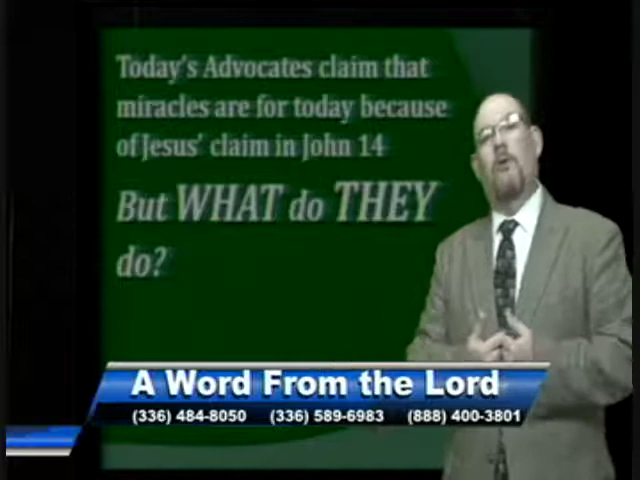 Today's Advocates claim that
miracles are for today because
of Jesus' claim in John 14
But WHAT do THEY
do?
A Word From the Lord
(336) 484-8050 (336) 589-6983 (888) 400-3801